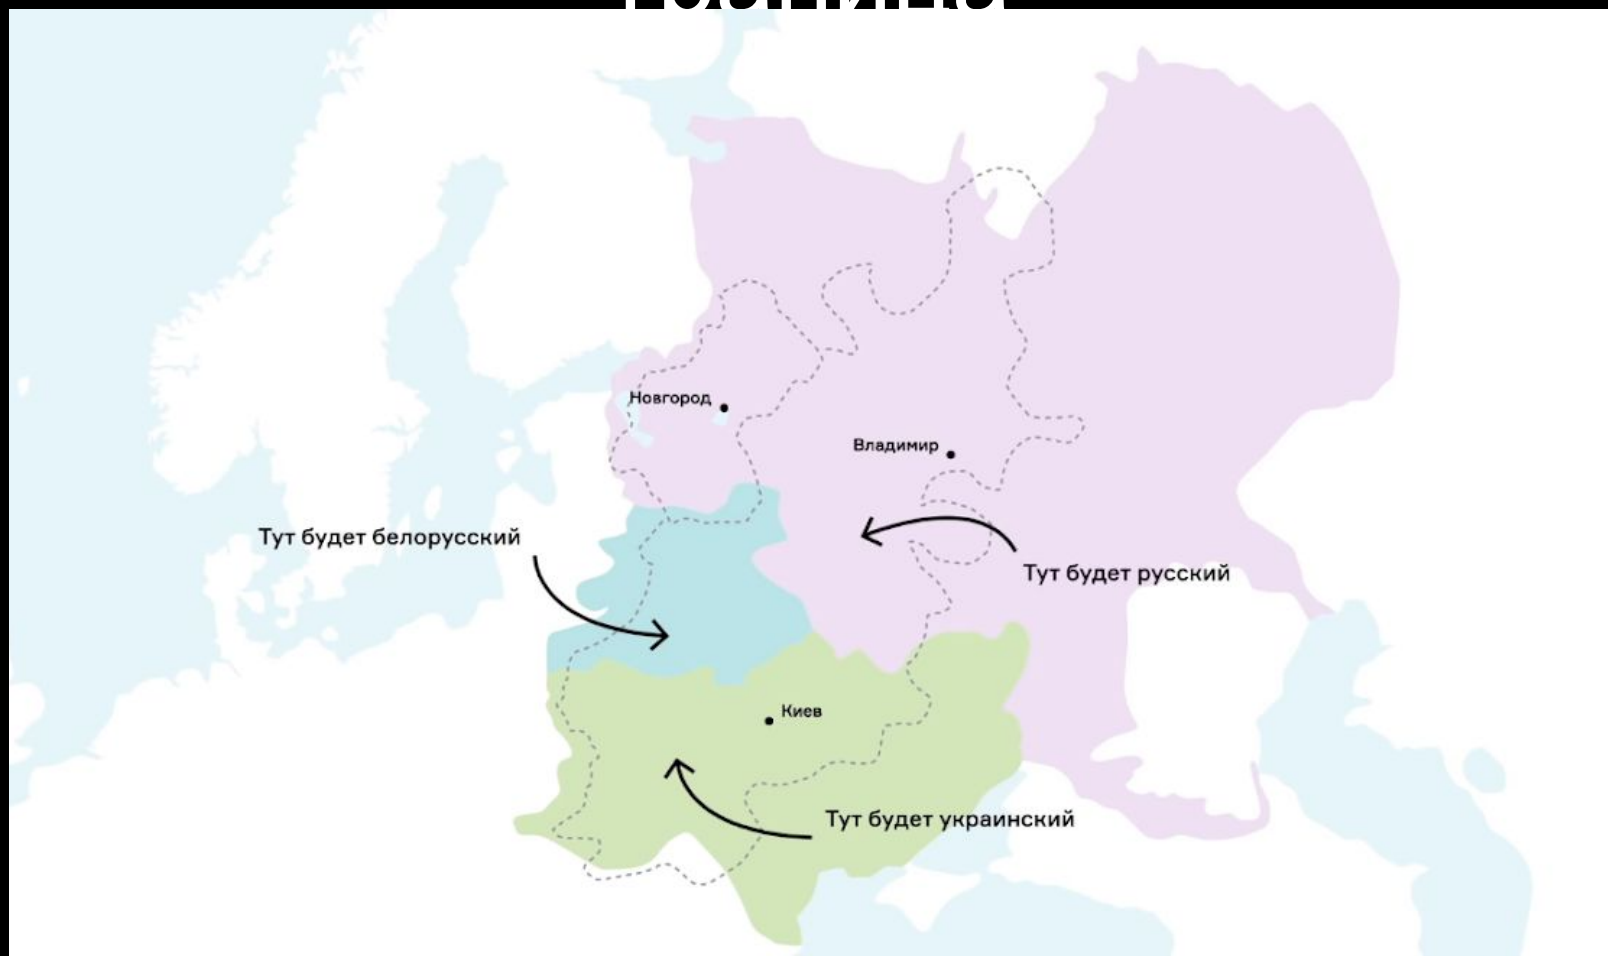 Новгород
Владимир
Тут будет белорусский
Тут будет русский
Киев
Тут будет украинский